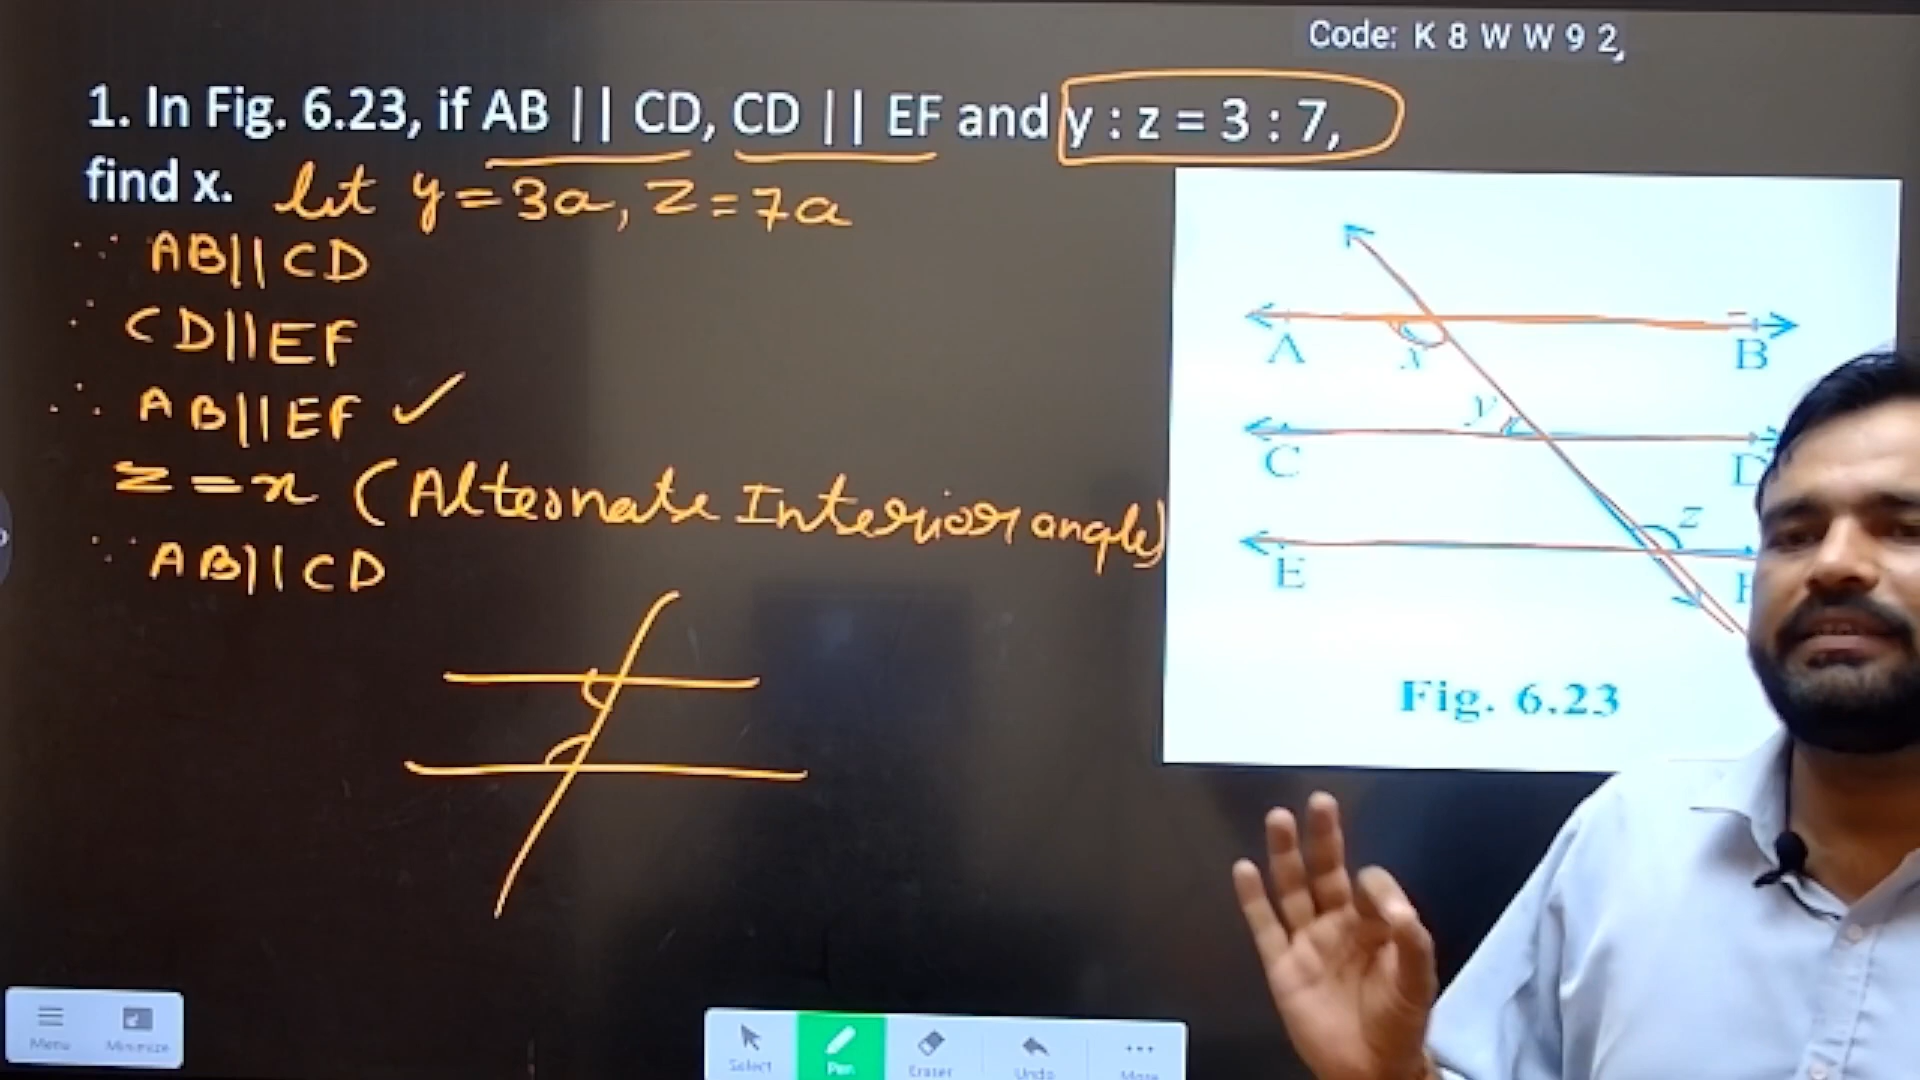 Code: K 8 W W 9 2,
1. In Fig. 6.23, if AB || CD, CD || EF and y : z = 3 : 7,
find x. let y = 3a, z = 7a
∵ AB || CD
∵ CD || EF
∴ AB || EF ✓
z = x (Alternate Interior angle)
∵ AB || CD
A x B
y
C D
z
E F
Fig. 6.23
Menu Minimize
Select Pen Eraser Undo More